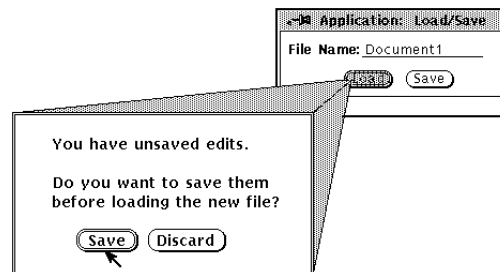 Application: Load/Save
File Name: Document1
Load Save
You have unsaved edits.
Do you want to save them
before loading the new file?
Save Discard